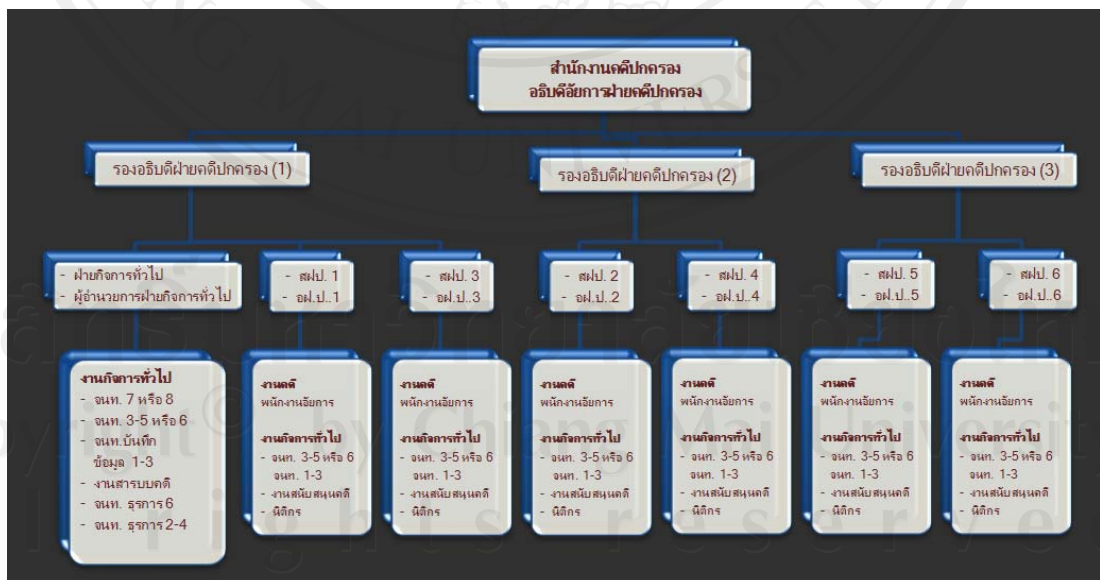 สำนักงานคดีปกครอง
อธิบดีอัยการฝ่ายคดีปกครอง
รองอธิบดีฝ่ายคดีปกครอง (1)
รองอธิบดีฝ่ายคดีปกครอง (2)
รองอธิบดีฝ่ายคดีปกครอง (3)
- ฝ่ายกิจการทั่วไป
- ผู้อำนวยการฝ่ายกิจการทั่วไป
- สฝป. 1
- อฝ.ป..1
- สฝป. 3
- อฝ.ป..3
- สฝป. 2
- อฝ.ป..2
- สฝป. 4
- อฝ.ป..4
- สฝป. 5
- อฝ.ป..5
- สฝป. 6
- อฝ.ป..6
งานกิจการทั่วไป
- จนท. 7 หรือ 8
- จนท. 3-5 หรือ 6
- จนท.บันทึก
ข้อมูล 1-3
- งานสารบบคดี
- จนท. ธุรการ 6
- จนท. ธุรการ 2-4
งานคดี
พนักงานอัยการ
งานกิจการทั่วไป
- จนท. 3-5 หรือ 6
จนท. 1-3
- งานสนับสนุนคดี
- นิติกร
งานคดี
พนักงานอัยการ
งานกิจการทั่วไป
- จนท. 3-5 หรือ 6
จนท. 1-3
- งานสนับสนุนคดี
- นิติกร
งานคดี
พนักงานอัยการ
งานกิจการทั่วไป
- จนท. 3-5 หรือ 6
จนท. 1-3
- งานสนับสนุนคดี
- นิติกร
งานคดี
พนักงานอัยการ
งานกิจการทั่วไป
- จนท. 3-5 หรือ 6
จนท. 1-3
- งานสนับสนุนคดี
- นิติกร
งานคดี
พนักงานอัยการ
งานกิจการทั่วไป
- จนท. 3-5 หรือ 6
จนท. 1-3
- งานสนับสนุนคดี
- นิติกร
งานคดี
พนักงานอัยการ
งานกิจการทั่วไป
- จนท. 3-5 หรือ 6
จนท. 1-3
- งานสนับสนุนคดี
- นิติกร